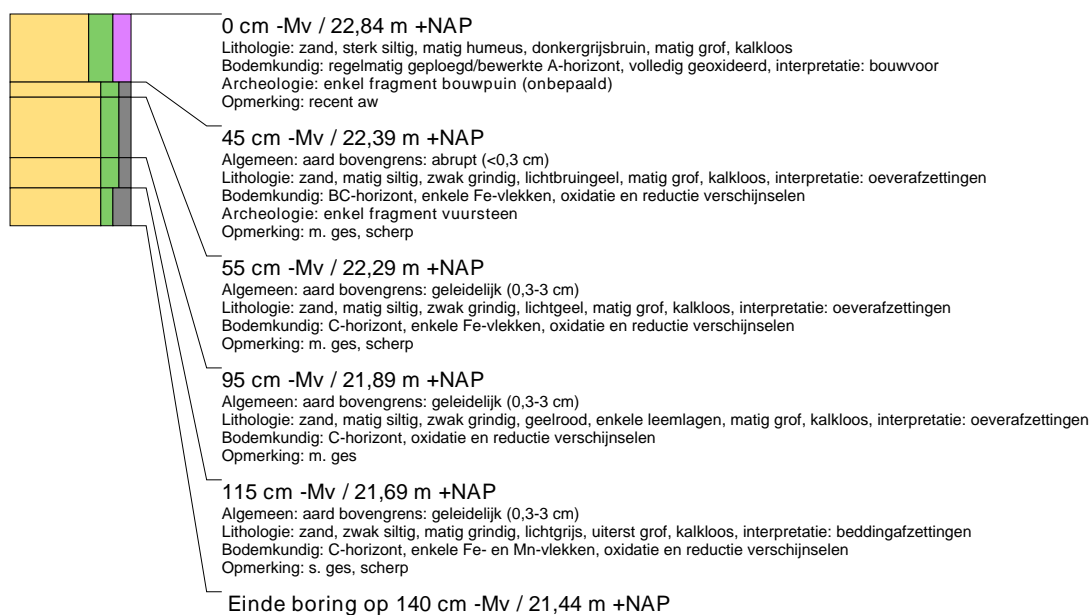 0 cm -Mv / 22,84 m +NAP
Lithologie: zand, sterk siltig, matig humeus, donkergrijsbruin, matig grof, kalkloos
Bodemkundig: regelmatig geploegd/bewerkte A-horizont, volledig geoxideerd, interpretatie: bouwvoor
Archeologie: enkel fragment bouwpuin (onbepaald)
Opmerking: recent aw
45 cm -Mv / 22,39 m +NAP
Algemeen: aard bovengrens: abrupt (<0,3 cm)
Lithologie: zand, matig siltig, zwak grindig, lichtbruingeel, matig grof, kalkloos, interpretatie: oeverafzettingen
Bodemkundig: BC-horizont, enkele Fe-vlekken, oxidatie en reductie verschijnselen
Archeologie: enkel fragment vuursteen
Opmerking: m. ges, scherp
55 cm -Mv / 22,29 m +NAP
Algemeen: aard bovengrens: geleidelijk (0,3-3 cm)
Lithologie: zand, matig siltig, zwak grindig, lichtgeel, matig grof, kalkloos, interpretatie: oeverafzettingen
Bodemkundig: C-horizont, enkele Fe-vlekken, oxidatie en reductie verschijnselen
Opmerking: m. ges, scherp
95 cm -Mv / 21,89 m +NAP
Algemeen: aard bovengrens: geleidelijk (0,3-3 cm)
Lithologie: zand, matig siltig, zwak grindig, geelrood, enkele leemlagen, matig grof, kalkloos, interpretatie: oeverafzettingen
Bodemkundig: C-horizont, oxidatie en reductie verschijnselen
Opmerking: m. ges
115 cm -Mv / 21,69 m +NAP
Algemeen: aard bovengrens: geleidelijk (0,3-3 cm)
Lithologie: zand, zwak siltig, matig grindig, lichtgrijs, uiterst grof, kalkloos, interpretatie: beddingafzettingen
Bodemkundig: C-horizont, enkele Fe- en Mn-vlekken, oxidatie en reductie verschijnselen
Opmerking: s. ges, scherp
Einde boring op 140 cm -Mv / 21,44 m +NAP